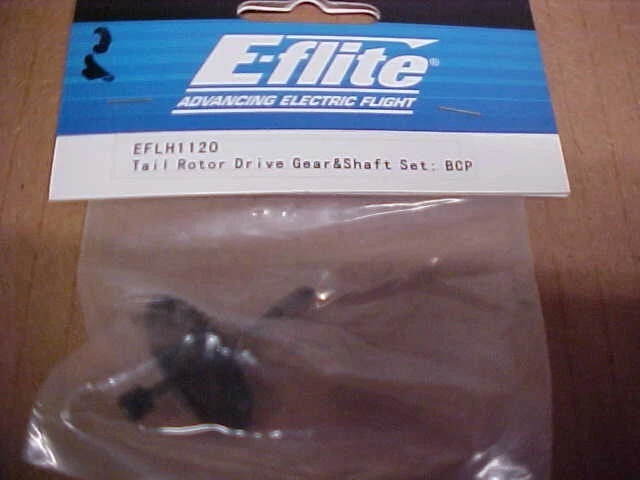 E-flite®
ADVANCING ELECTRIC FLIGHT
EFLH1120
Tail Rotor Drive Gear&Shaft Set: BCP